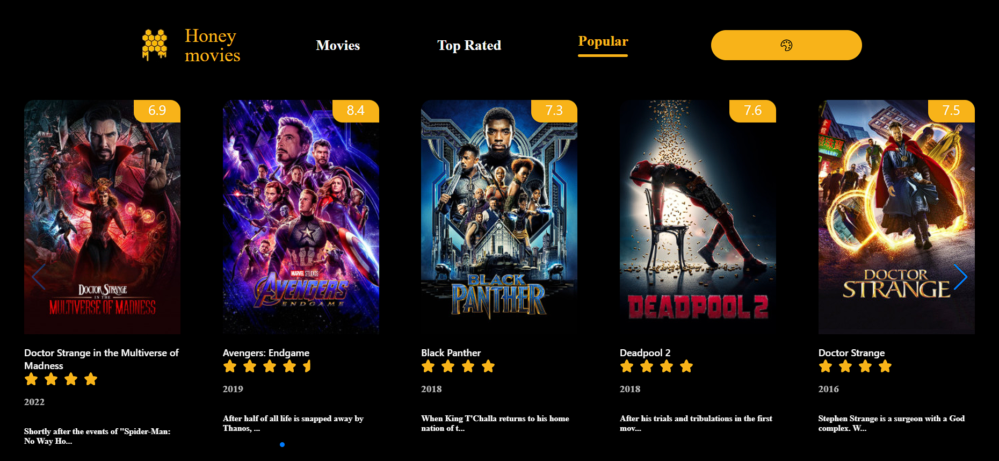 Honey
movies
Movies
Top Rated
Popular
6.9
8.4
7.3
7.6
7.5
DOCTOR STRANGE
IN THE
MULTIVERSE OF MADNESS
MARVEL STUDIOS
AVENGERS
ENDGAME
BLACK
PANTHER
DEADPOOL 2
DOCTOR
STRANGE
Doctor Strange in the Multiverse of
Madness
2022
Shortly after the events of "Spider-Man:
No Way Ho...
Avengers: Endgame
2019
After half of all life is snapped away by
Thanos, ...
Black Panther
2018
When King T'Challa returns to his home
nation of t...
Deadpool 2
2018
After his trials and tribulations in the first
mov...
Doctor Strange
2016
Stephen Strange is a surgeon with a God
complex. W...